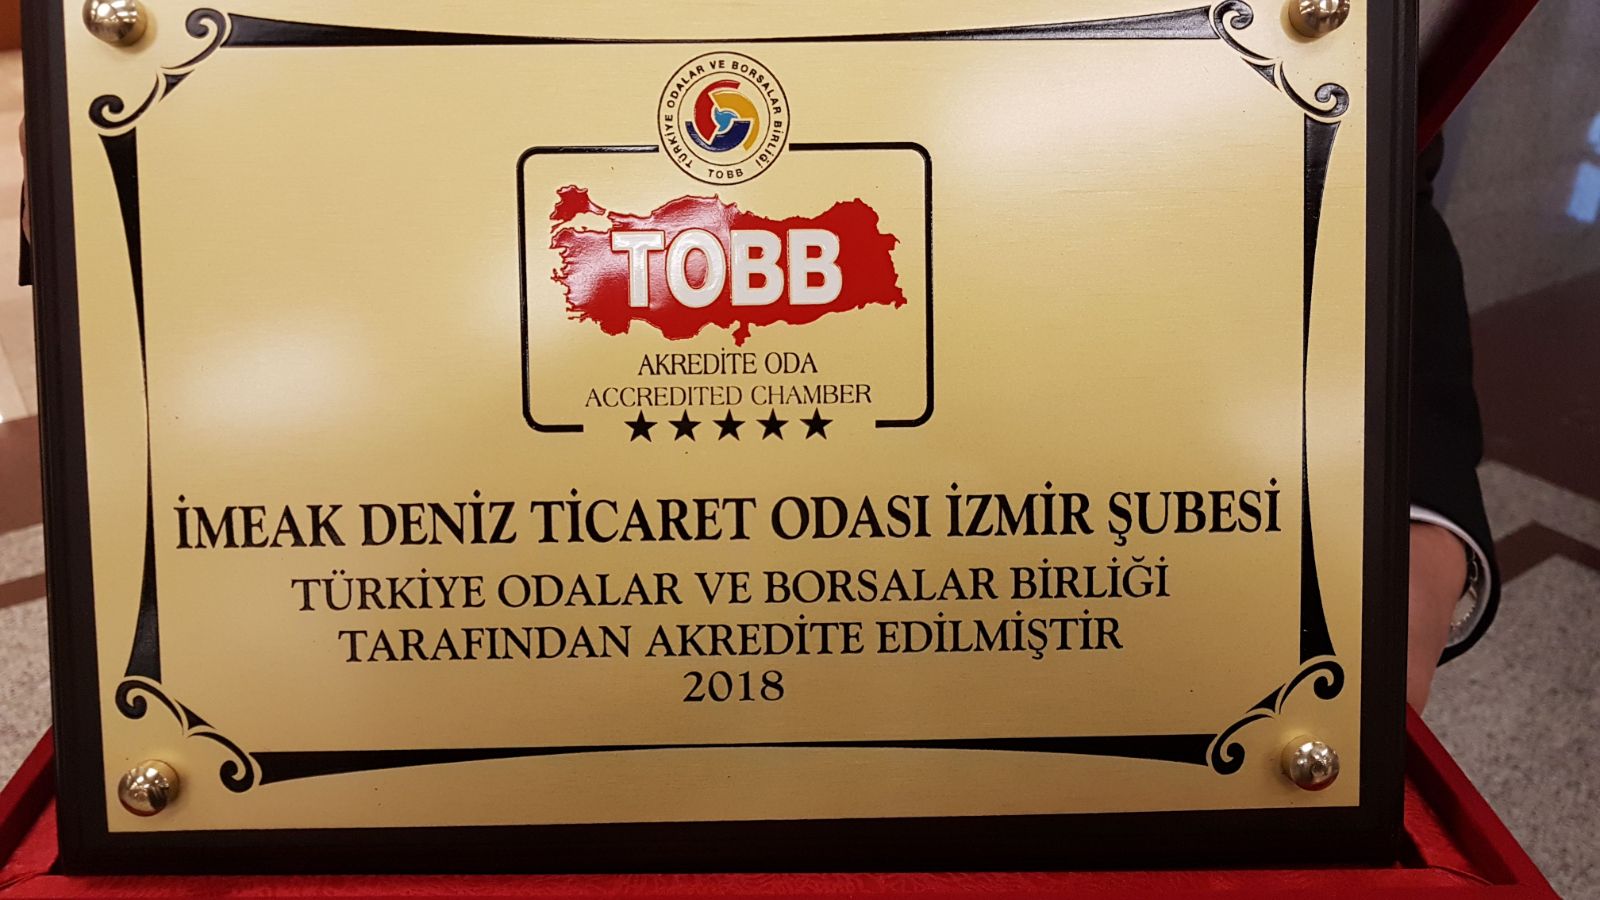 TÜRKİYE ODALAR VE BORSALAR BİRLİĞİ
TOBB
TOBB
AKREDİTE ODA
ACCREDITED CHAMBER
İMEAK DENİZ TİCARET ODASI İZMİR ŞUBESİ
TÜRKİYE ODALAR VE BORSALAR BİRLİĞİ
TARAFINDAN AKREDİTE EDİLMİŞTİR
2018